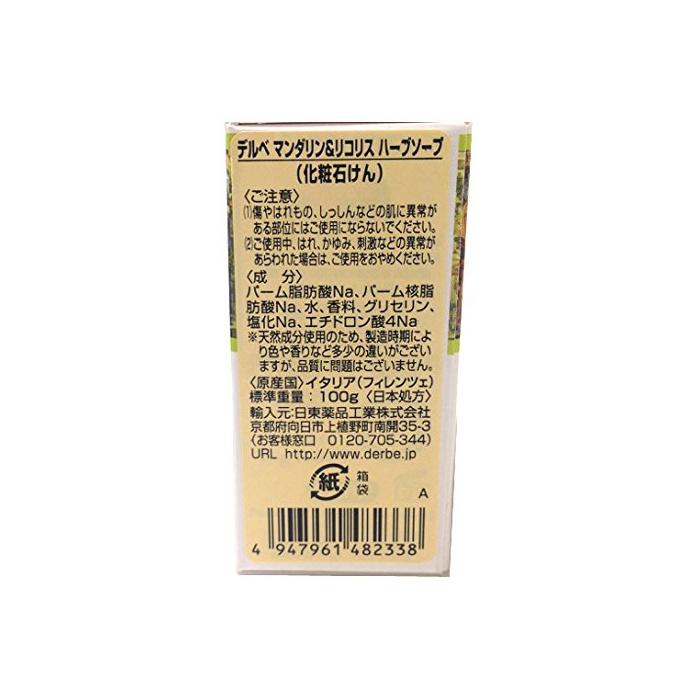 デルベ マンダリン&リコリス ハーブソープ
(化粧石けん)
〈ご注意〉
(1)傷やはれもの、しっしんなどの肌に異常が
ある部位にはご使用にならないでください。
(2)ご使用中、はれ、かゆみ、刺激などの異常が
あらわれた場合は、ご使用をおやめください。
〈成 分〉
パーム脂肪酸Na、パーム核脂
肪酸Na、水、香料、グリセリン、
塩化Na、エチドロン酸4Na
※天然成分使用のため、製造時期によ
り色や香りなど多少の違いがござい
ますが、品質に問題はございません。
〈原産国〉イタリア(フィレンツェ)
標準重量：100g〈日本処方〉
輸入元:日東薬品工業株式会社
京都府向日市上植野町南開35-3
〈お客様窓口 0120-705-344〉
URL http://www.derbe.jp
紙
箱
袋
A
4 947961 482338